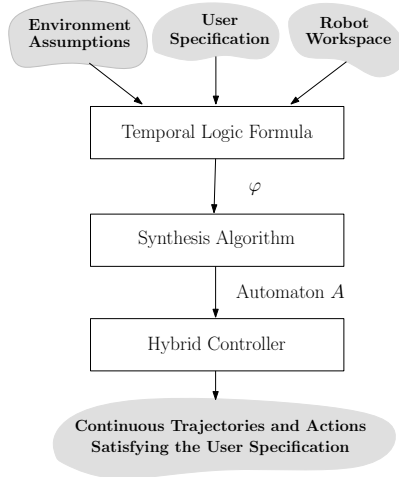 Environment
Assumptions
User
Specification
Robot
Workspace
Temporal Logic Formula
φ
Synthesis Algorithm
Automaton A
Hybrid Controller
Continuous Trajectories and Actions
Satisfying the User Specification